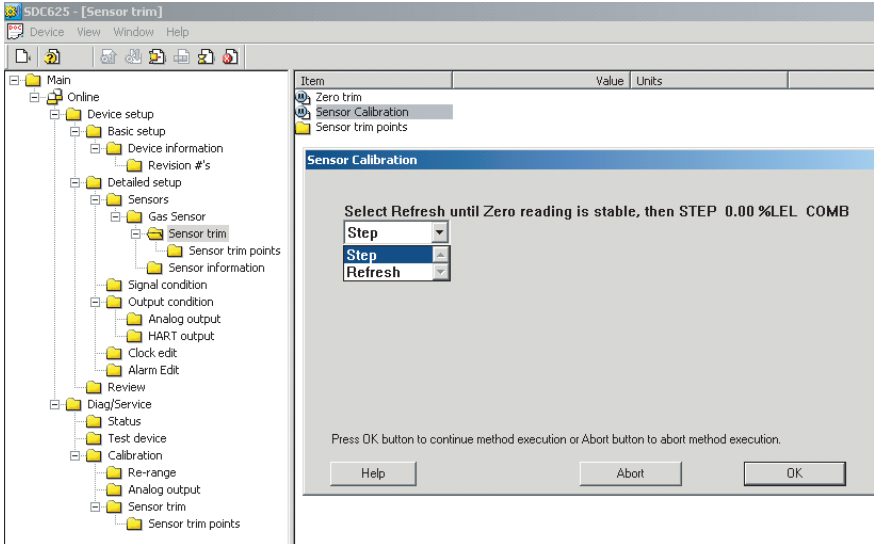 SDC625 - [Sensor trim]
Device View Window Help
Main
Online
Device setup
Basic setup
Device information
Revision #'s
Detailed setup
Sensors
Gas Sensor
Sensor trim
Sensor trim points
Sensor information
Signal condition
Output condition
Analog output
HART output
Clock edit
Alarm Edit
Review
Diag/Service
Status
Test device
Calibration
Re-range
Analog output
Sensor trim
Sensor trim points
Item Value Units
Zero trim
Sensor Calibration
Sensor trim points
Sensor Calibration
Select Refresh until Zero reading is stable, then STEP 0.00 %LEL COMB
Step
Step
Refresh
Press OK button to continue method execution or Abort button to abort method execution.
Help Abort OK